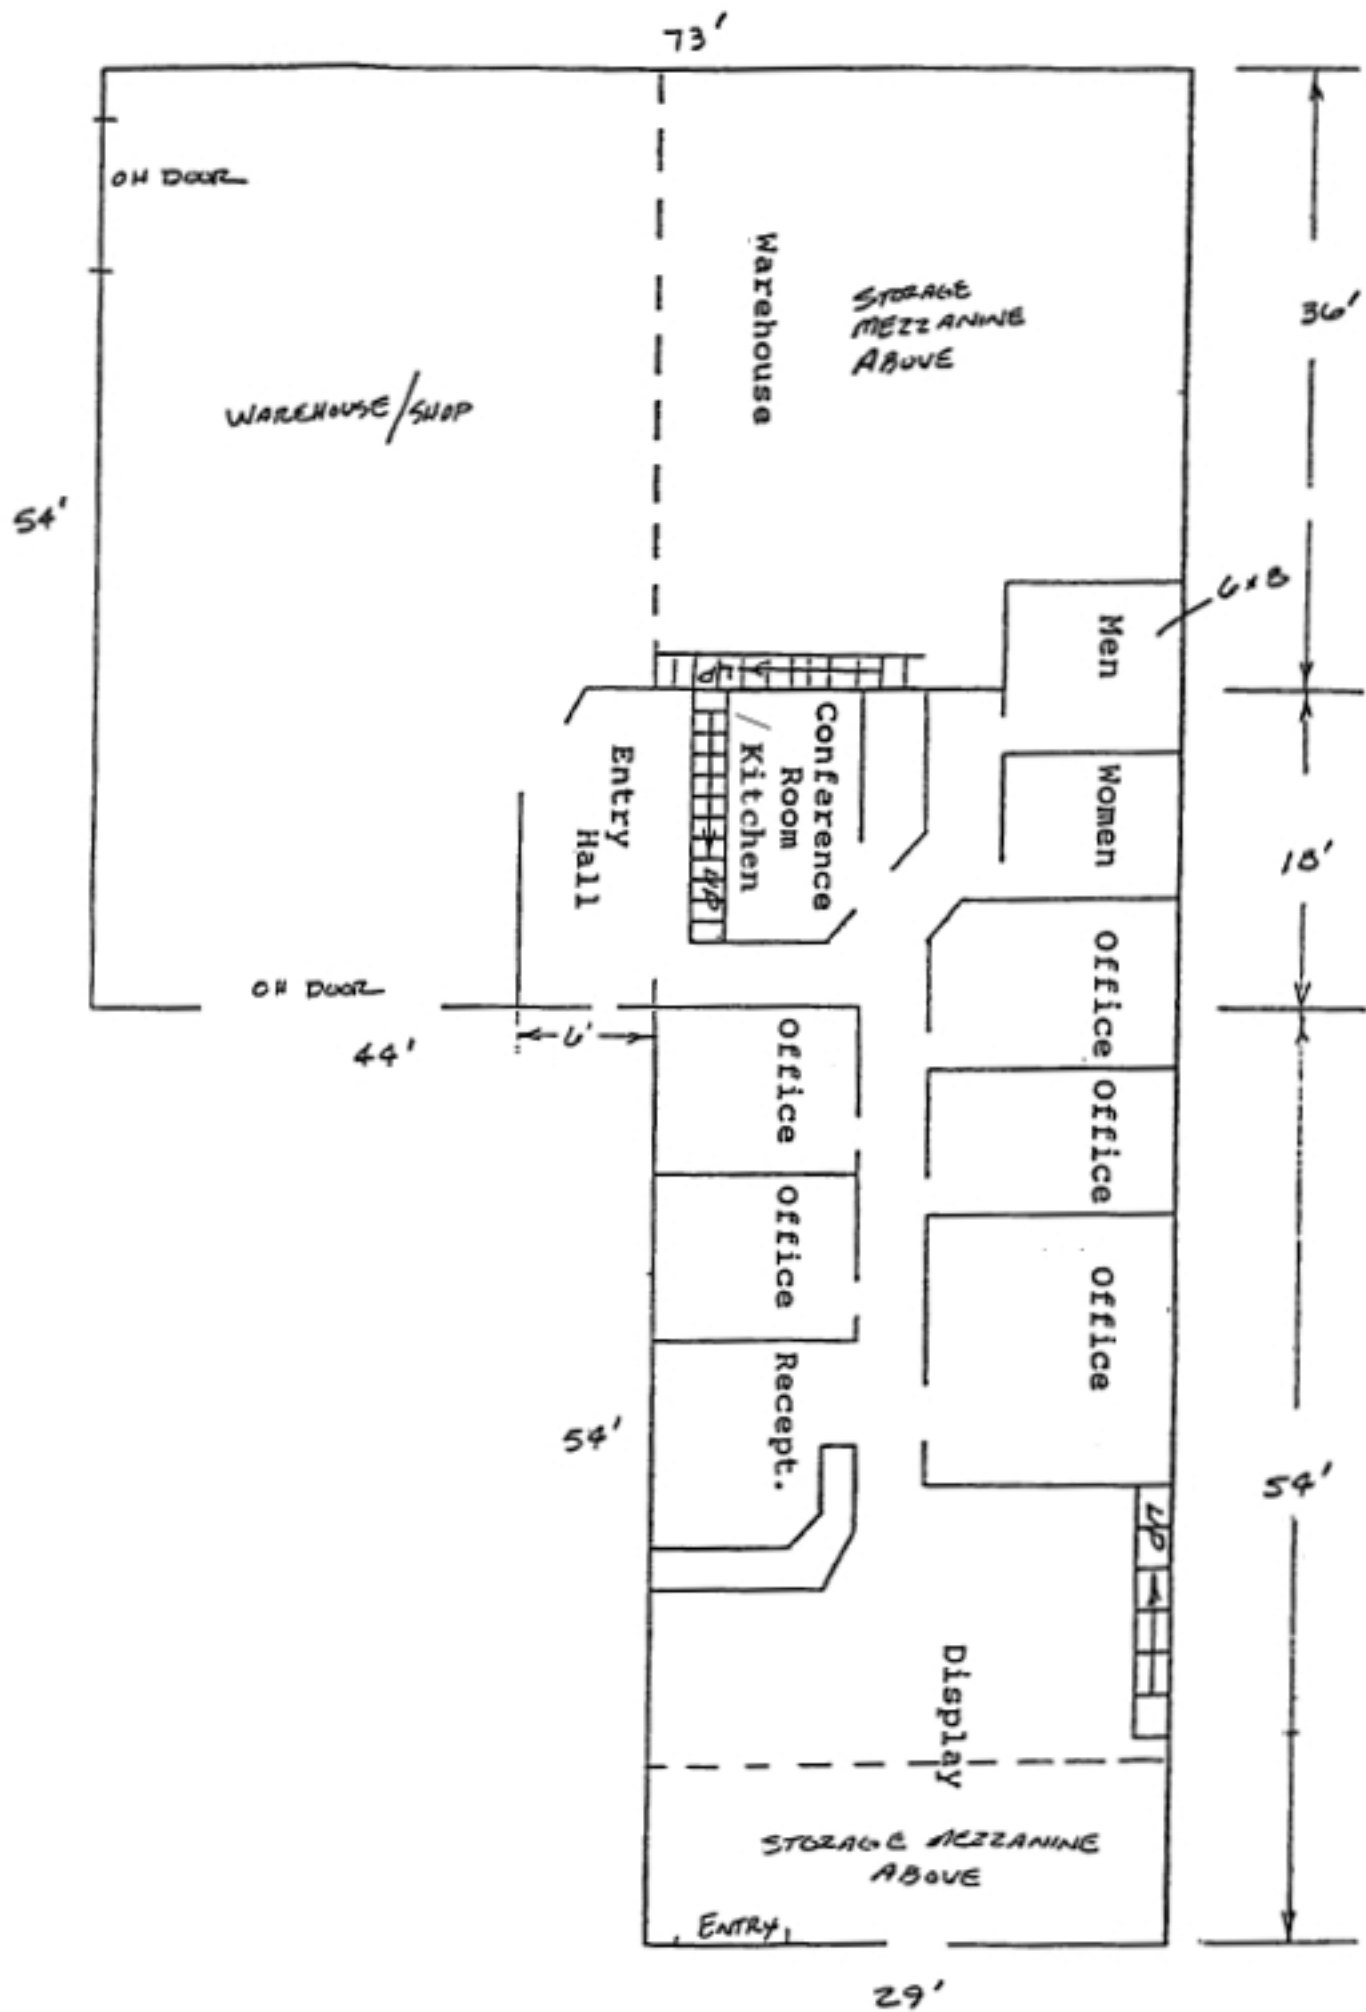 73'
OH DOOR
Warehouse
STORAGE
MEZZANINE
ABOVE
36'
WAREHOUSE/SHOP
54'
6x8
Men
UP
Conference
Room
/ Kitchen
UP
Entry
Hall
Women
18'
OH DOOR
44'
6'
Office
Office
Office
Office
Office
Recept.
54'
54'
UP
Display
STORAGE MEZZANINE
ABOVE
ENTRY
29'